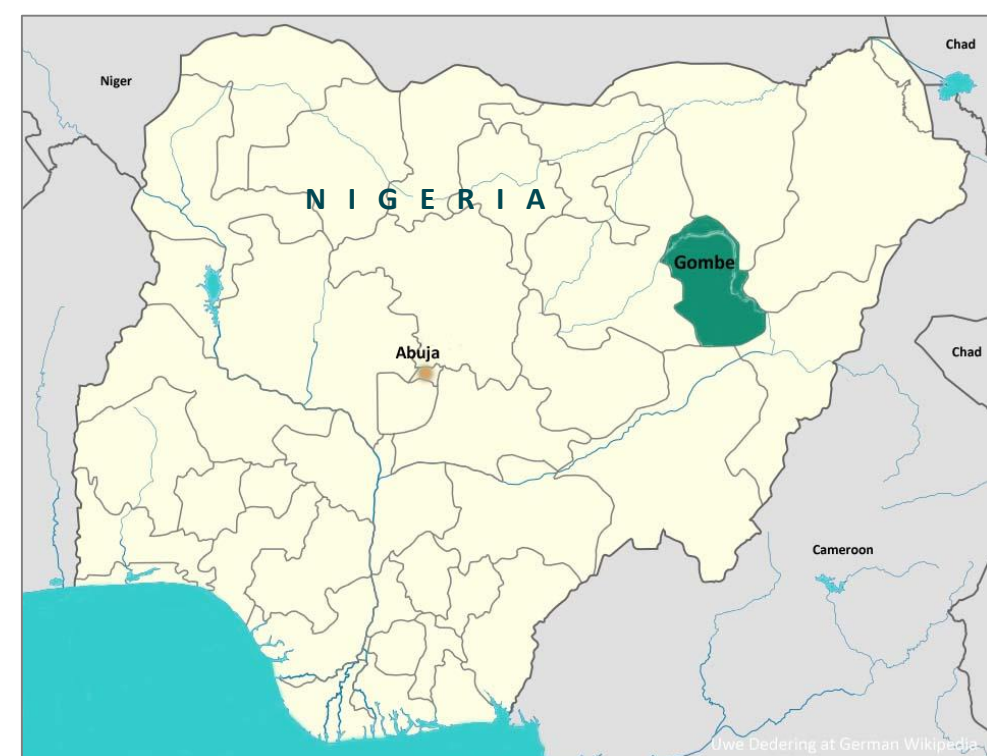 Chad
Niger
N I G E R I A
Gombe
Abuja
Chad
Cameroon
Uwe Dedering at German Wikipedia